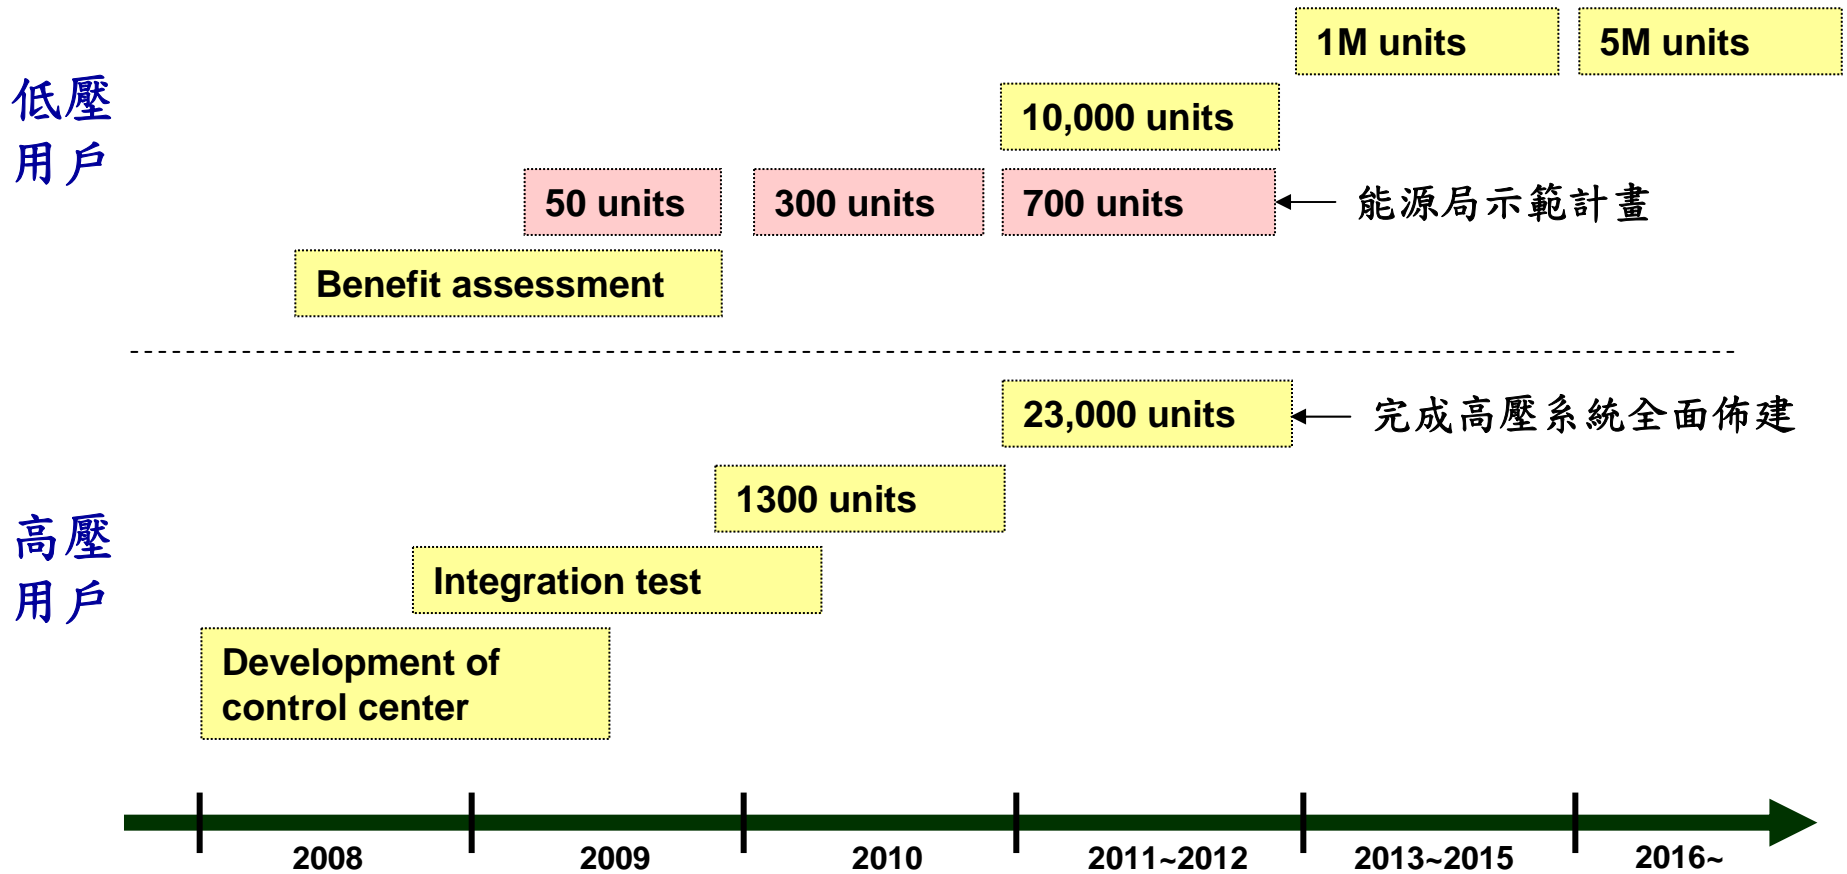 1M units
5M units
低壓
用戶
10,000 units
50 units
300 units
700 units
能源局示範計畫
Benefit assessment
23,000 units
完成高壓系統全面佈建
高壓
用戶
1300 units
Integration test
Development of
control center
2008
2009
2010
2011~2012
2013~2015
2016~